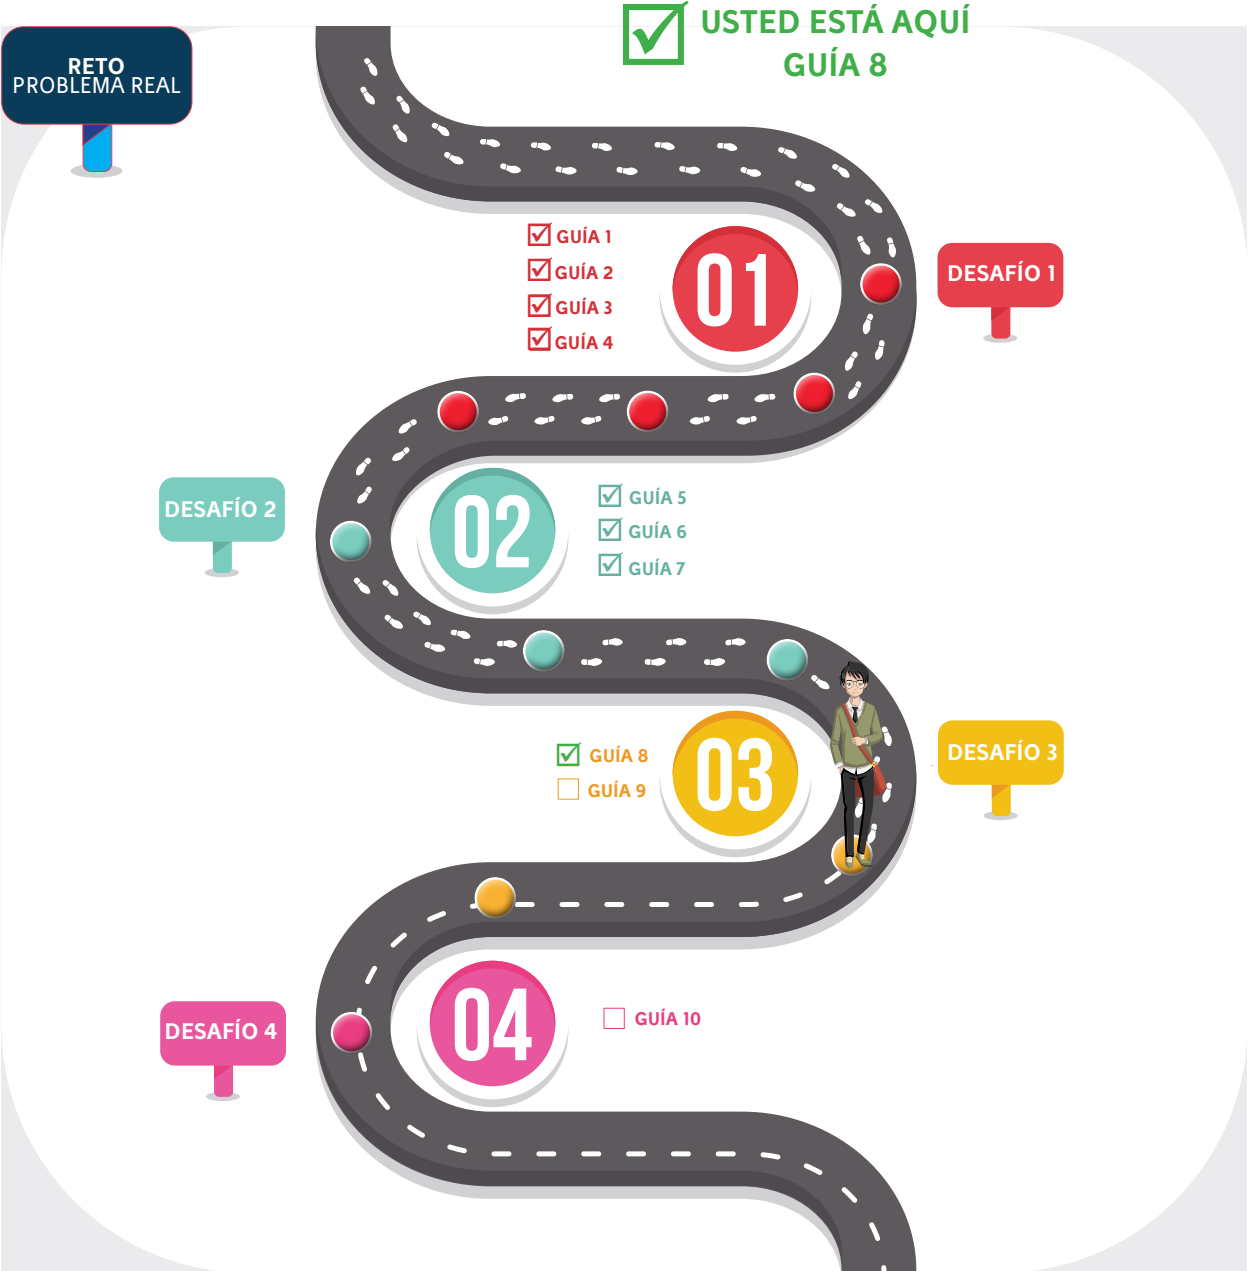 USTED ESTÁ AQUÍ
GUÍA 8
RETO
PROBLEMA REAL
GUÍA 1
GUÍA 2
GUÍA 3
GUÍA 4
01
DESAFÍO 1
DESAFÍO 2
02
GUÍA 5
GUÍA 6
GUÍA 7
GUÍA 8
GUÍA 9
03
DESAFÍO 3
DESAFÍO 4
04
GUÍA 10